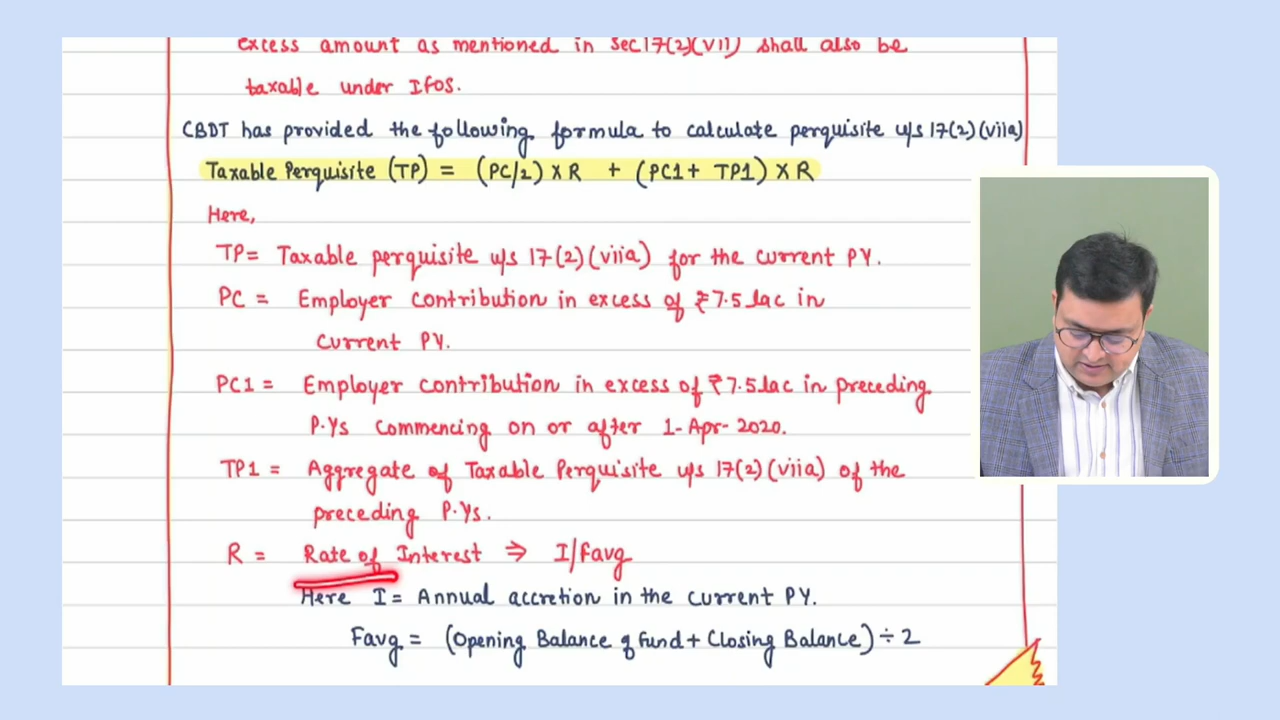 excess amount as mentioned in Sec 17(2)(vii) shall also be
taxable under IFOS.
CBDT has provided the following formula to calculate perquisite u/s 17(2)(viia)
Taxable Perquisite (TP) = (PC/2) X R + (PC1 + TP1) X R
Here,
TP = Taxable perquisite u/s 17(2)(viia) for the current PY.
PC = Employer contribution in excess of ₹7.5 lac in
current PY.
PC1 = Employer contribution in excess of ₹7.5 lac in preceding
P.Ys commencing on or after 1-Apr-2020.
TP1 = Aggregate of Taxable Perquisite u/s 17(2)(viia) of the
preceding P.Ys.
R = Rate of Interest ⇒ I/Favg
Here I = Annual accretion in the current PY.
Favg = (Opening Balance of fund + Closing Balance) ÷ 2